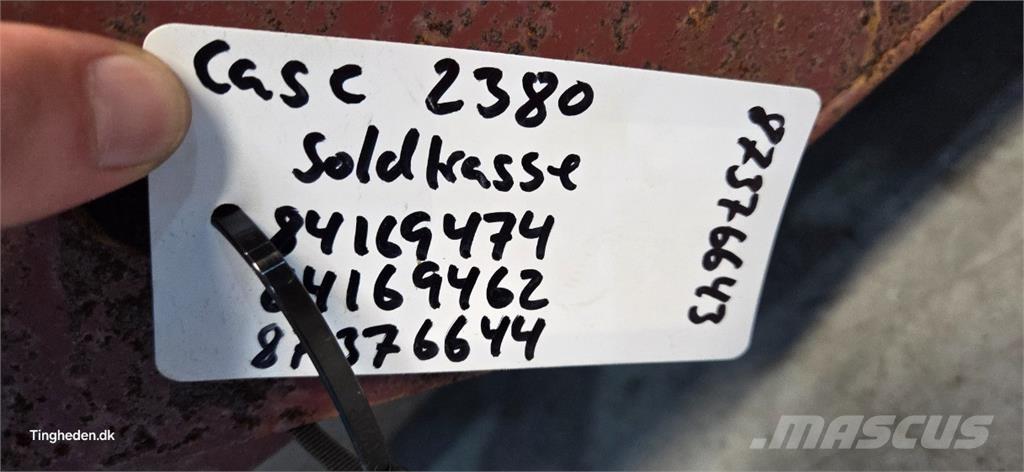 Case 2380
Soldkasse
84169474
84169462
87376644
87376643
Tingheden.dk
MASCUS